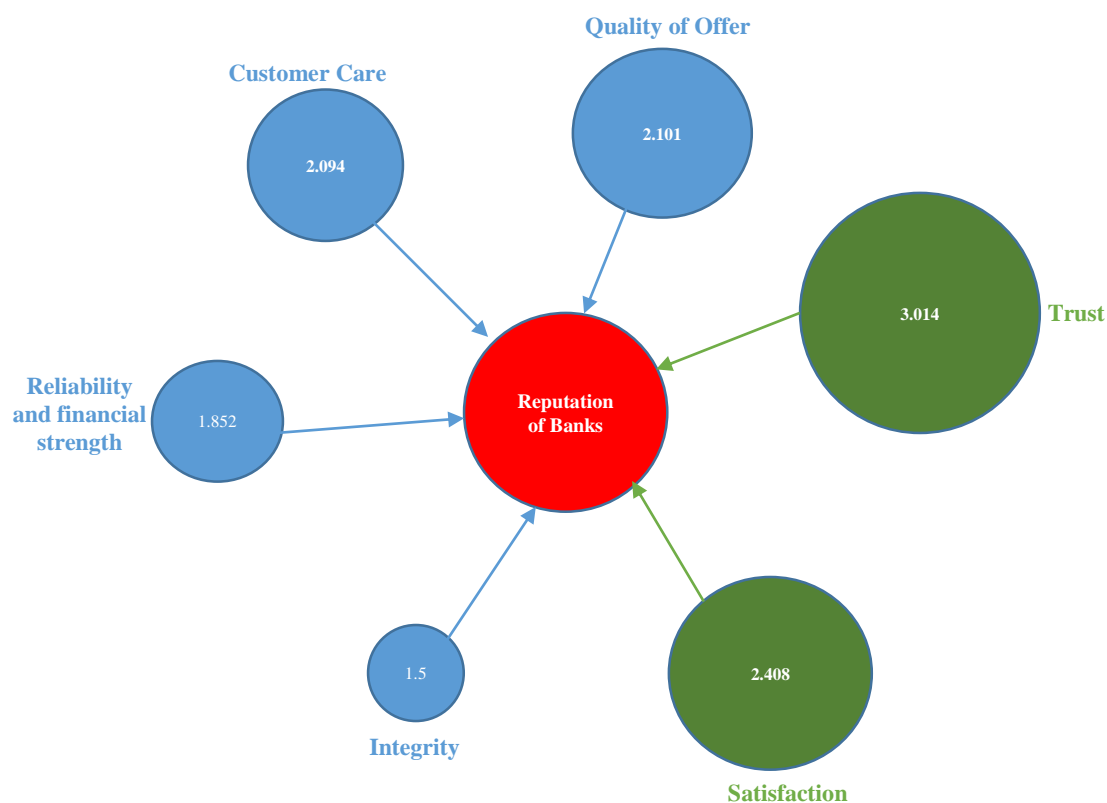 Quality of Offer
Customer Care
2.101
2.094
3.014
Trust
Reliability
and financial
strength
1.852
Reputation
of Banks
1.5
2.408
Integrity
Satisfaction